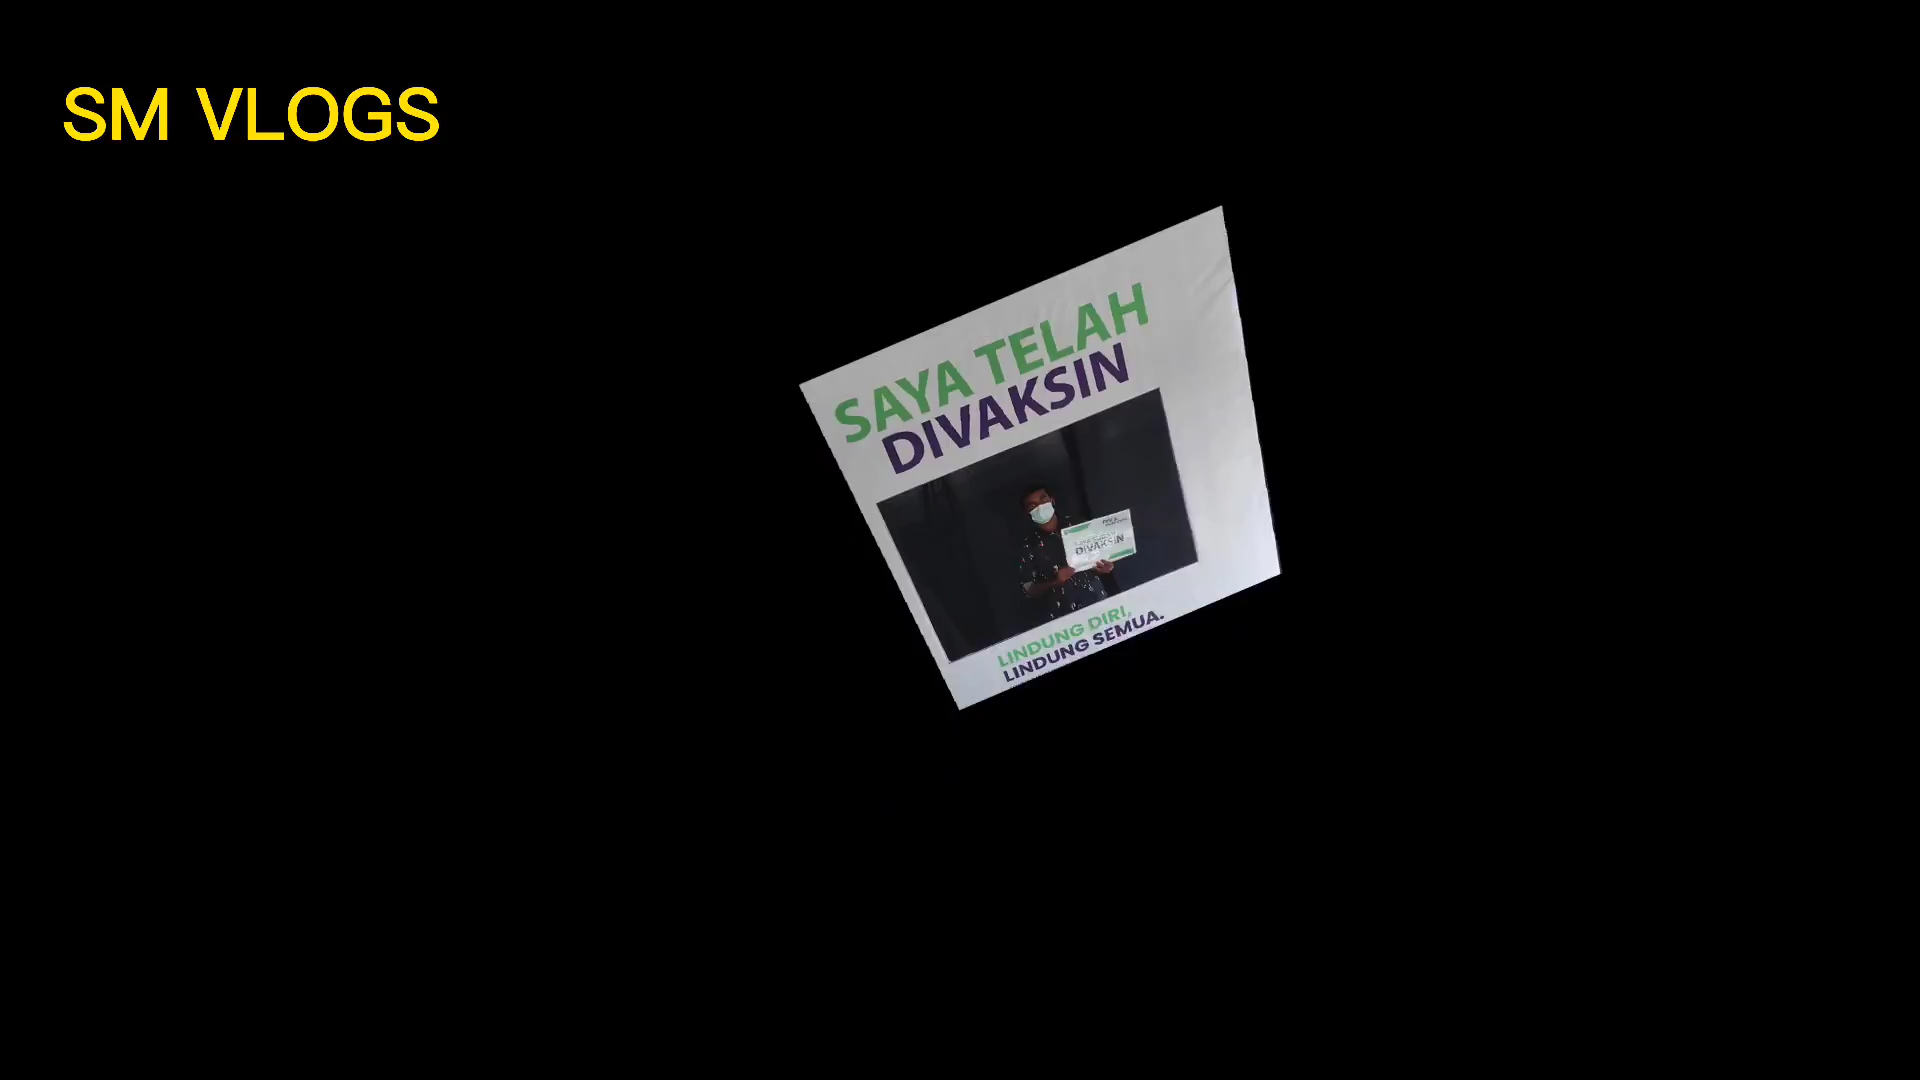 SM VLOGS
SAYA TELAH
DIVAKSIN
DIVAKSIN
LINDUNG DIRI,
LINDUNG SEMUA.